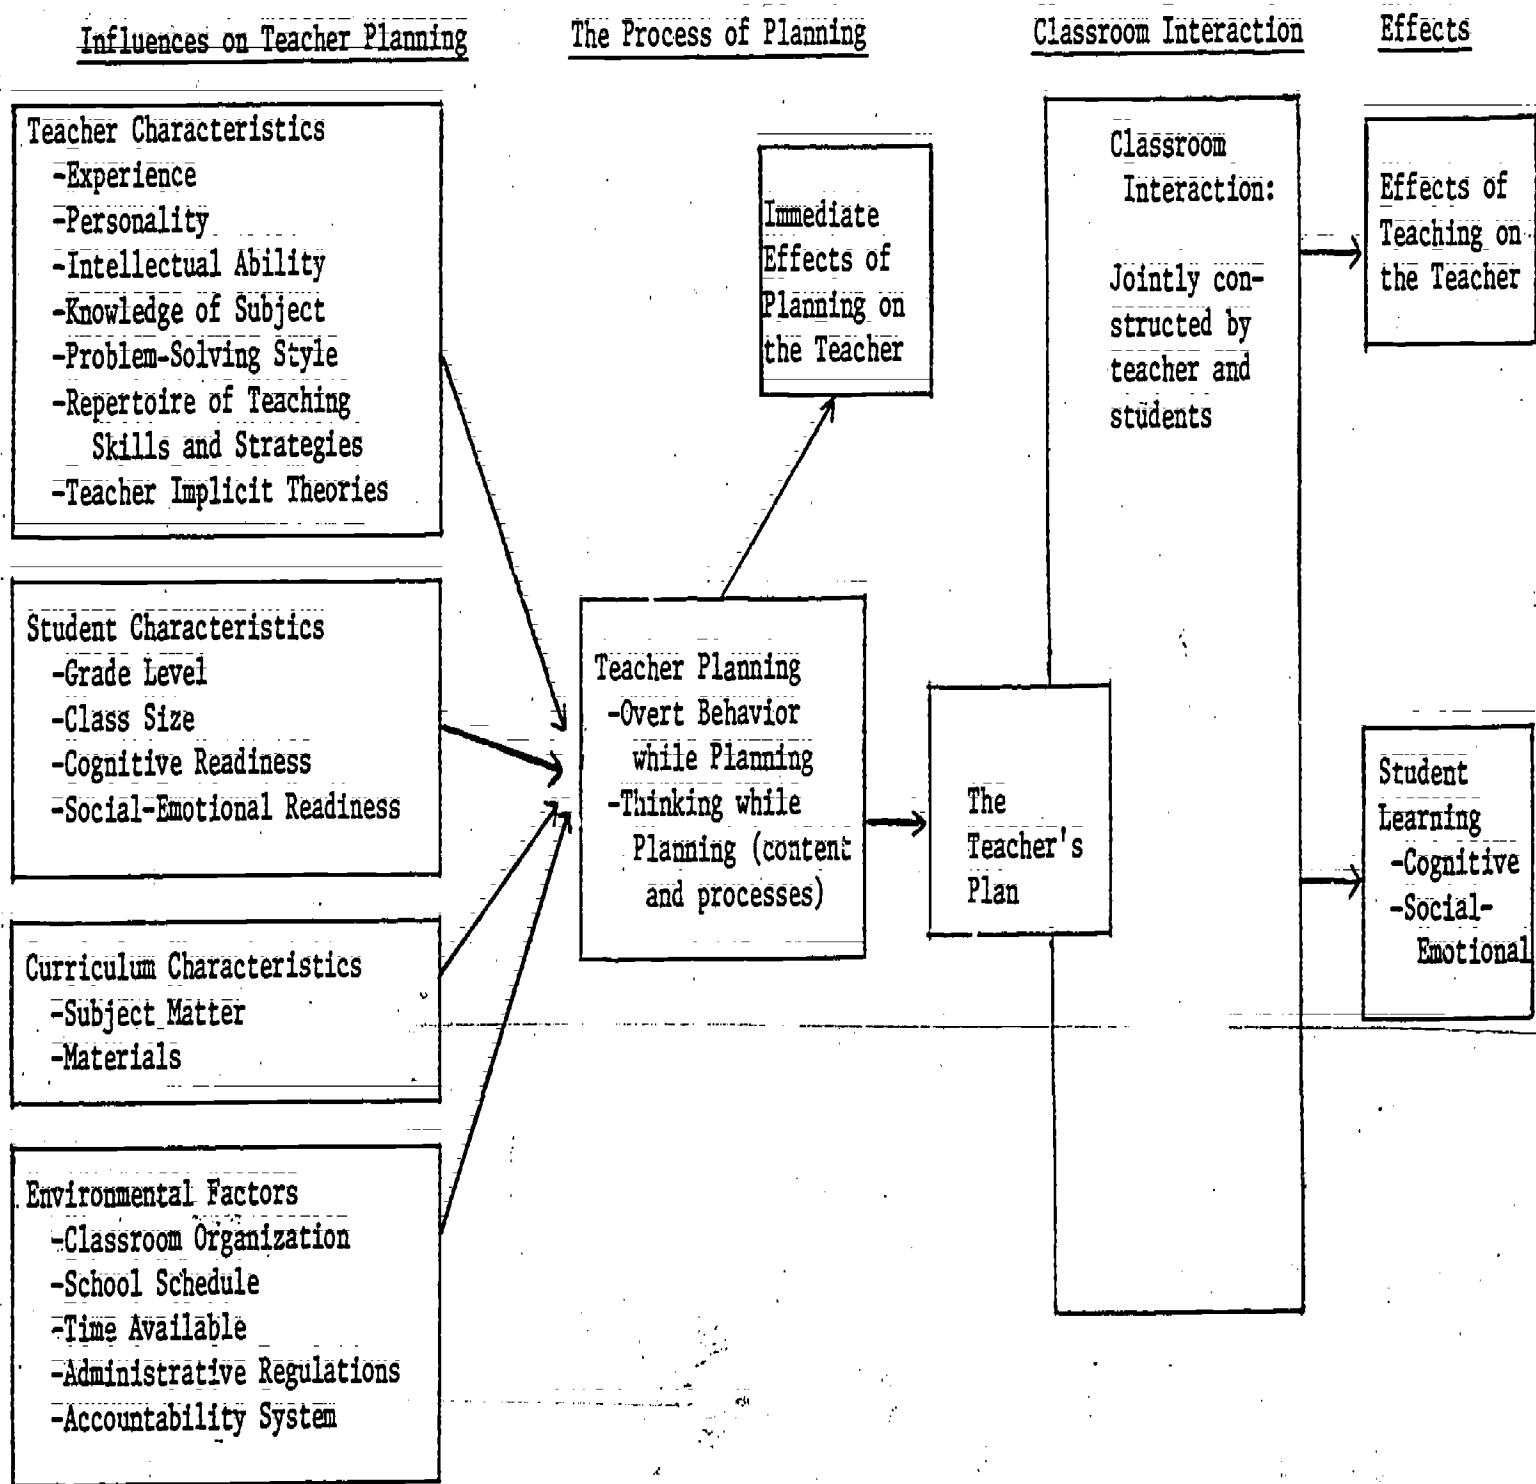 Influences on Teacher Planning
The Process of Planning
Classroom Interaction
Effects
Teacher Characteristics
-Experience
-Personality
-Intellectual Ability
-Knowledge of Subject
-Problem-Solving Style
-Repertoire of Teaching
Skills and Strategies
-Teacher Implicit Theories
Student Characteristics
-Grade Level
-Class Size
-Cognitive Readiness
-Social-Emotional Readiness
Curriculum Characteristics
-Subject Matter
-Materials
Environmental Factors
-Classroom Organization
-School Schedule
-Time Available
-Administrative Regulations
-Accountability System
Immediate
Effects of
Planning on
the Teacher
Teacher Planning
-Overt Behavior
while Planning
-Thinking while
Planning (content
and processes)
The
Teacher's
Plan
Classroom
Interaction:
Jointly con-
structed by
teacher and
students
Effects of
Teaching on
the Teacher
Student
Learning
-Cognitive
-Social-
Emotional